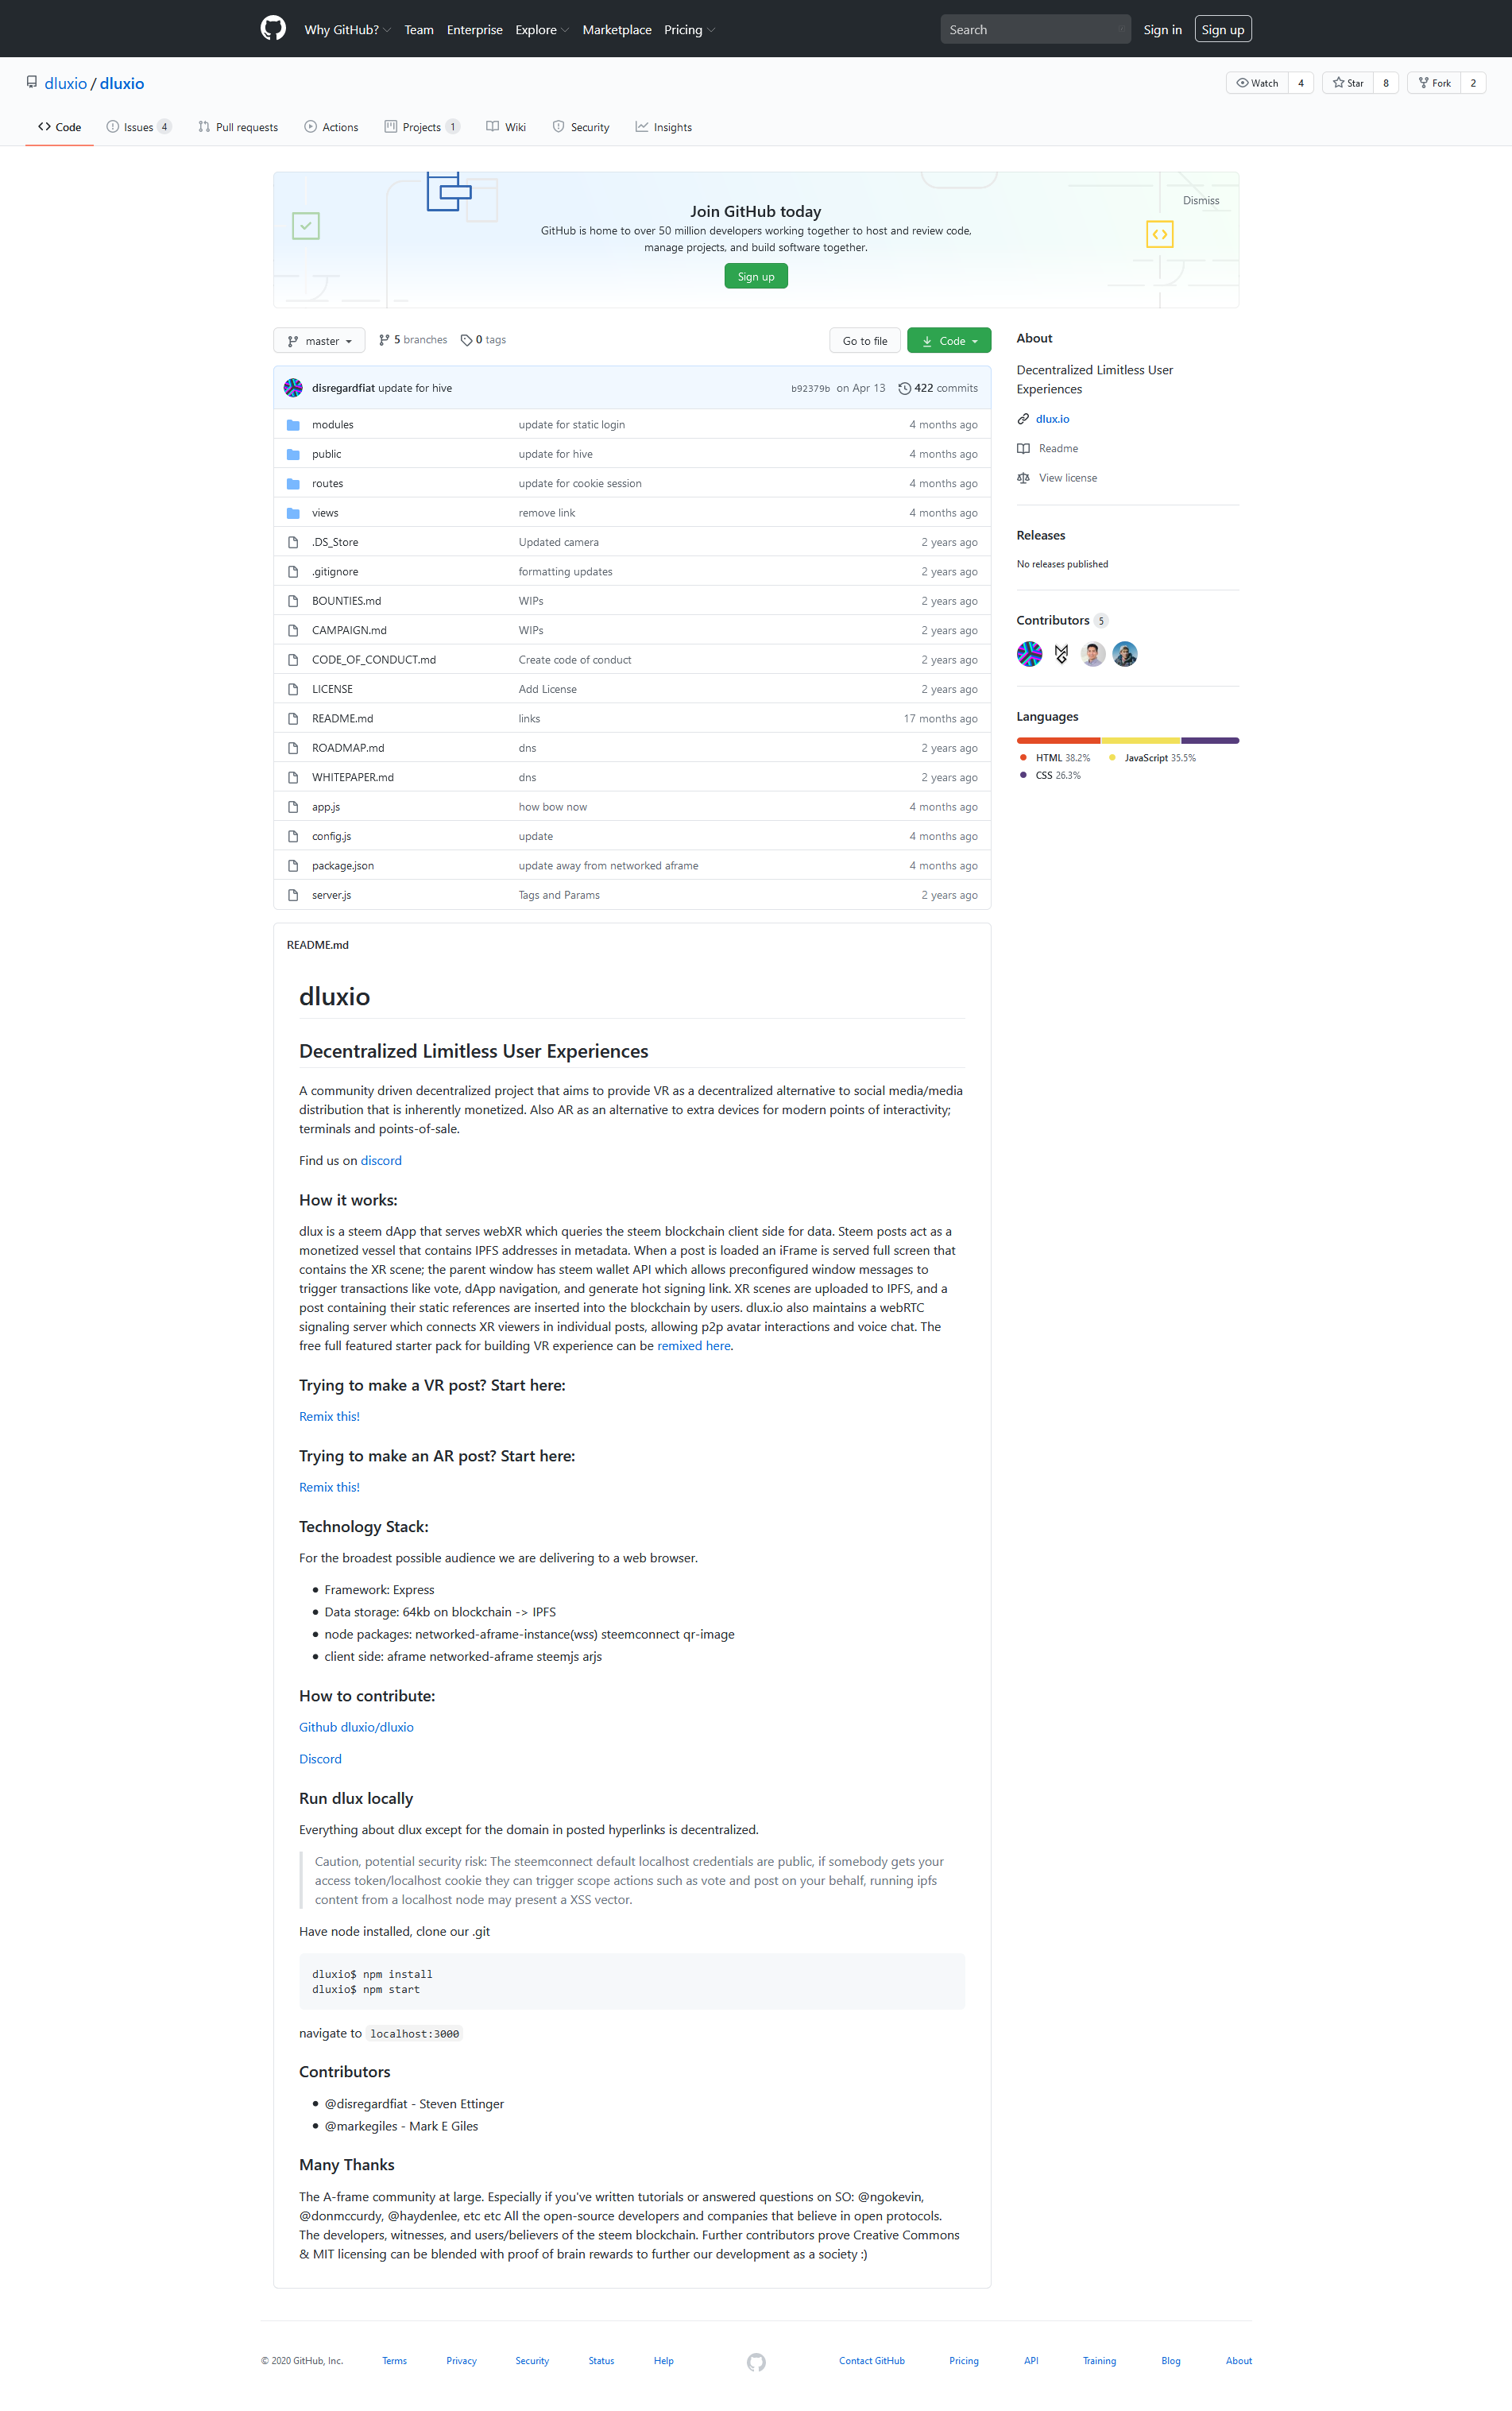 Why GitHub? Team Enterprise Explore Marketplace Pricing Search Sign in Sign up
dluxio / dluxio Watch 4 Star 8 Fork 2
Code Issues 4 Pull requests Actions Projects 1 Wiki Security Insights
Dismiss
Join GitHub today
GitHub is home to over 50 million developers working together to host and review code,
manage projects, and build software together.
Sign up
master 5 branches 0 tags Go to file Code
disregardfiat update for hive b92379b on Apr 13 422 commits
modules update for static login 4 months ago
public update for hive 4 months ago
routes update for cookie session 4 months ago
views remove link 4 months ago
.DS_Store Updated camera 2 years ago
.gitignore formatting updates 2 years ago
BOUNTIES.md WIPs 2 years ago
CAMPAIGN.md WIPs 2 years ago
CODE_OF_CONDUCT.md Create code of conduct 2 years ago
LICENSE Add License 2 years ago
README.md links 17 months ago
ROADMAP.md dns 2 years ago
WHITEPAPER.md dns 2 years ago
app.js how bow now 4 months ago
config.js update 4 months ago
package.json update away from networked aframe 4 months ago
server.js Tags and Params 2 years ago
About
Decentralized Limitless User
Experiences
dlux.io
Readme
View license
Releases
No releases published
Contributors 5
Languages
HTML 38.2% JavaScript 35.5%
CSS 26.3%
README.md
dluxio
Decentralized Limitless User Experiences
A community driven decentralized project that aims to provide VR as a decentralized alternative to social media/media
distribution that is inherently monetized. Also AR as an alternative to extra devices for modern points of interactivity;
terminals and points-of-sale.
Find us on discord
How it works:
dlux is a steem dApp that serves webXR which queries the steem blockchain client side for data. Steem posts act as a
monetized vessel that contains IPFS addresses in metadata. When a post is loaded an iFrame is served full screen that
contains the XR scene; the parent window has steem wallet API which allows preconfigured window messages to
trigger transactions like vote, dApp navigation, and generate hot signing link. XR scenes are uploaded to IPFS, and a
post containing their static references are inserted into the blockchain by users. dlux.io also maintains a webRTC
signaling server which connects XR viewers in individual posts, allowing p2p avatar interactions and voice chat. The
free full featured starter pack for building VR experience can be remixed here.
Trying to make a VR post? Start here:
Remix this!
Trying to make an AR post? Start here:
Remix this!
Technology Stack:
For the broadest possible audience we are delivering to a web browser.
• Framework: Express
• Data storage: 64kb on blockchain -> IPFS
• node packages: networked-aframe-instance(wss) steemconnect qr-image
• client side: aframe networked-aframe steemjs arjs
How to contribute:
Github dluxio/dluxio
Discord
Run dlux locally
Everything about dlux except for the domain in posted hyperlinks is decentralized.
Caution, potential security risk: The steemconnect default localhost credentials are public, if somebody gets your
access token/localhost cookie they can trigger scope actions such as vote and post on your behalf, running ipfs
content from a localhost node may present a XSS vector.
Have node installed, clone our .git
dluxio$ npm install
dluxio$ npm start
navigate to localhost:3000
Contributors
• @disregardfiat - Steven Ettinger
• @markegiles - Mark E Giles
Many Thanks
The A-frame community at large. Especially if you've written tutorials or answered questions on SO: @ngokevin,
@donmccurdy, @haydenlee, etc etc All the open-source developers and companies that believe in open protocols.
The developers, witnesses, and users/believers of the steem blockchain. Further contributors prove Creative Commons
& MIT licensing can be blended with proof of brain rewards to further our development as a society :)
© 2020 GitHub, Inc. Terms Privacy Security Status Help Contact GitHub Pricing API Training Blog About